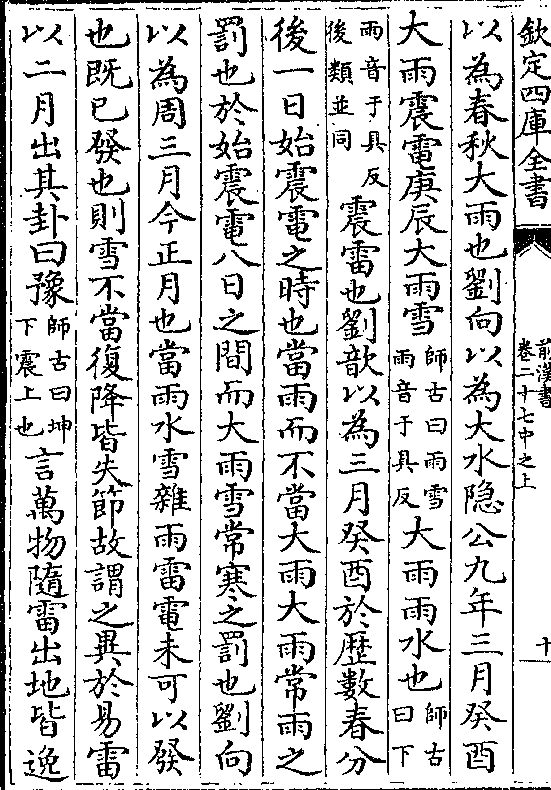 欽定四庫全書
前漢書
卷二十七中之上
十
以為春秋大雨也劉向以為大水隐公九年三月癸酉
大雨震電庚辰大雨雪師古曰雨雪雨音于具反大雨雨水也師古曰下
雨音于具反後類並同震雷也劉歆以為三月癸酉於歴數春分
後一日始震電之時也當雨而不當大雨大雨常雨之
罰也於始震電八日之間而大雨雪常寒之罰也劉向
以為周三月今正月也當雨水雪雜雨雷電未可以發
也既已發也則雪不當復降皆失節故謂之異於易雷
以二月出其卦曰豫師古曰坤下震上也言萬物隨雷出地皆逸